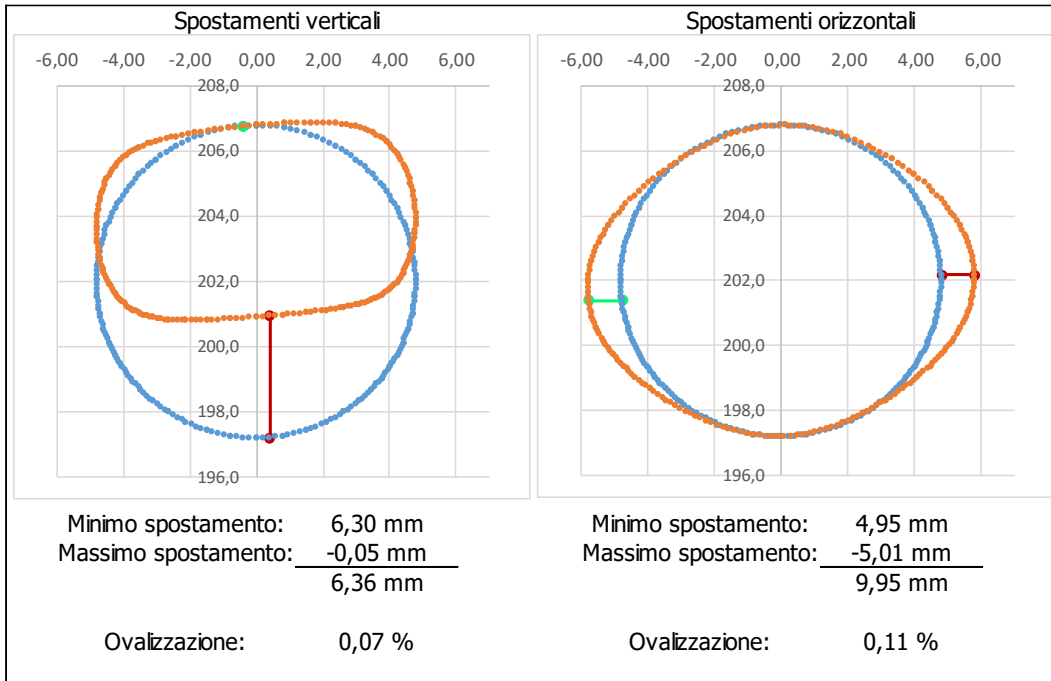 Spostamenti verticali
-6,00 -4,00 -2,00 0,00 2,00 4,00 6,00
208,0
206,0
204,0
202,0
200,0
198,0
196,0
Minimo spostamento: 6,30 mm
Massimo spostamento: -0,05 mm
6,36 mm
Ovalizzazione: 0,07 %
Spostamenti orizzontali
-6,00 -4,00 -2,00 0,00 2,00 4,00 6,00
208,0
206,0
204,0
202,0
200,0
198,0
196,0
Minimo spostamento: 4,95 mm
Massimo spostamento: -5,01 mm
9,95 mm
Ovalizzazione: 0,11 %